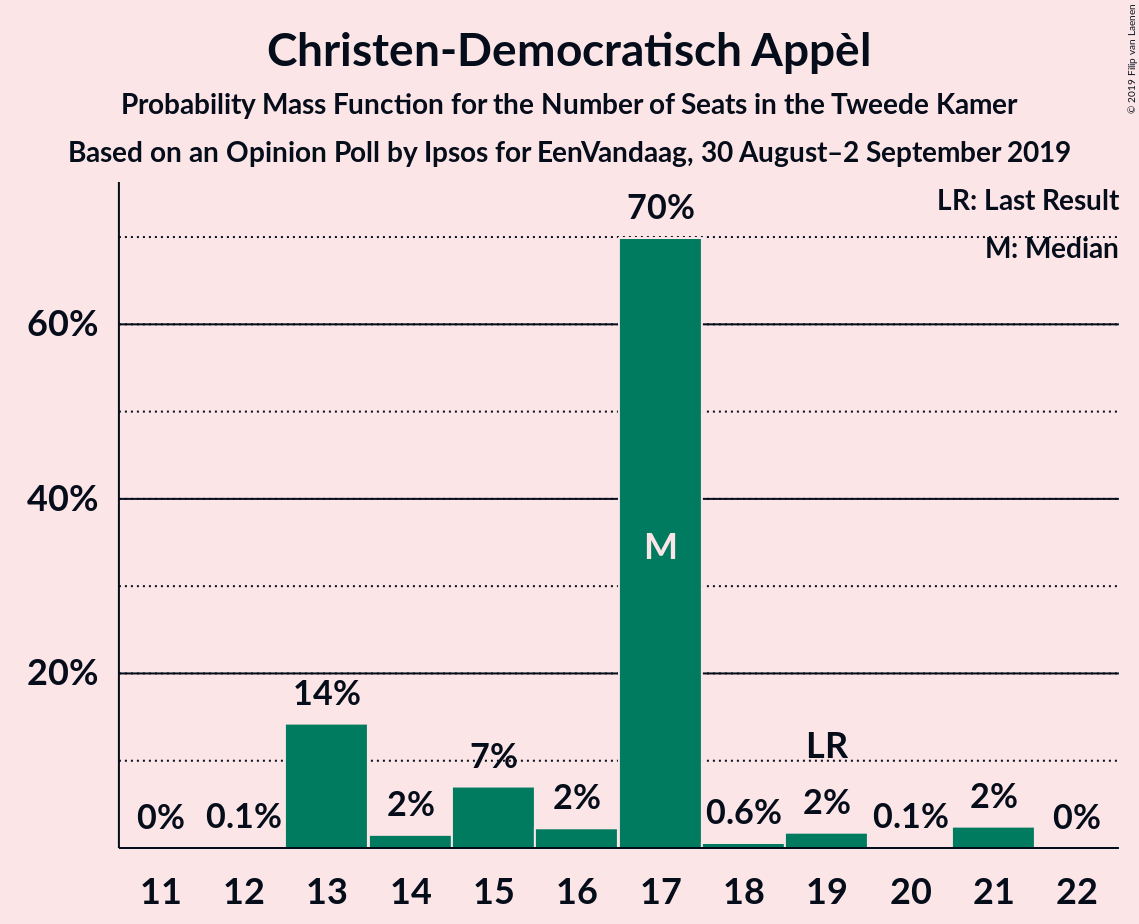 Christen-Democratisch Appèl
Probability Mass Function for the Number of Seats in the Tweede Kamer
Based on an Opinion Poll by Ipsos for EenVandaag, 30 August–2 September 2019
© 2019 Filip van Laenen
LR: Last Result
M: Median
60%
40%
20%
0%
0.1%
14%
2%
7%
2%
70%
M
0.6%
LR
2%
0.1%
2%
0%
11 12 13 14 15 16 17 18 19 20 21 22